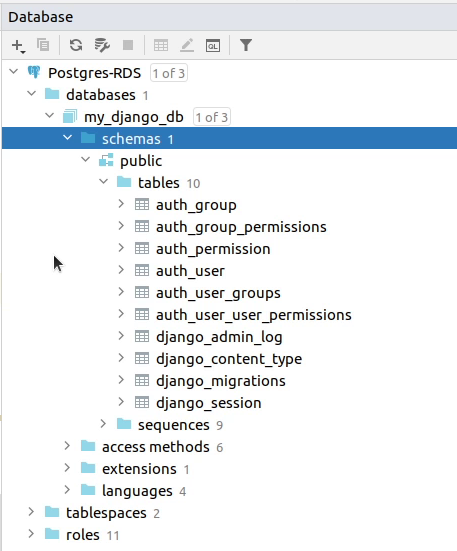 Database
QL
Postgres-RDS 1 of 3
databases 1
my_django_db 1 of 3
schemas 1
public
tables 10
auth_group
auth_group_permissions
auth_permission
auth_user
auth_user_groups
auth_user_user_permissions
django_admin_log
django_content_type
django_migrations
django_session
sequences 9
access methods 6
extensions 1
languages 4
tablespaces 2
roles 11